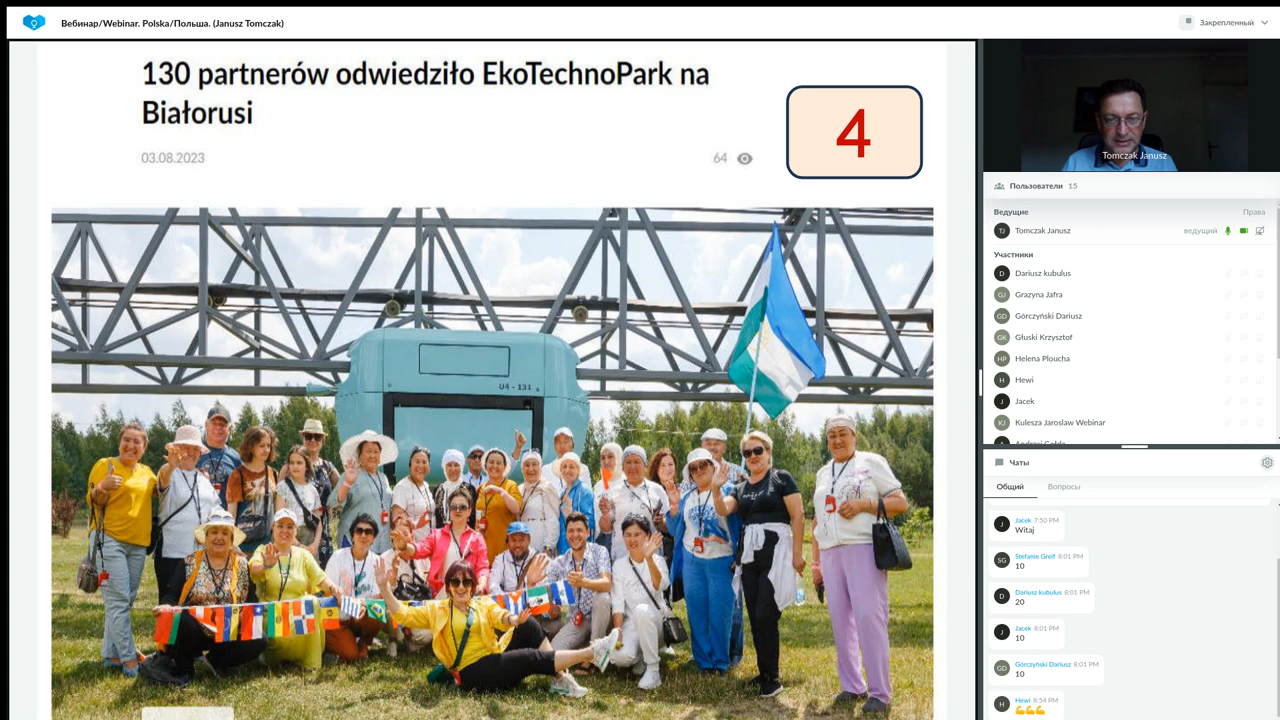 Вебинар/Webinar. Polska/Польша. (Janusz Tomczak)
Закрепленный
130 partnerów odwiedziło EkoTechnoPark na
Białorusi
03.08.2023
64
4
U4 - 131
Tomczak Janusz
Пользователи 15
Ведущие
Права
TJ Tomczak Janusz ведущий
Участники
D Dariusz kubulus
GJ Grazyna Jafra
GD Górczyński Dariusz
GK Głuski Krzysztof
HP Helena Ploucha
H Hewi
J Jacek
KJ Kulesza Jaroslaw Webinar
Чаты
Общий Вопросы
J Jacek 7:50 PM
Witaj
SG Stefanie Greif 8:01 PM
10
D Dariusz kubulus 8:01 PM
20
J Jacek 8:01 PM
10
GD Górczyński Dariusz 8:01 PM
10
H Hewi 8:54 PM
💪💪💪